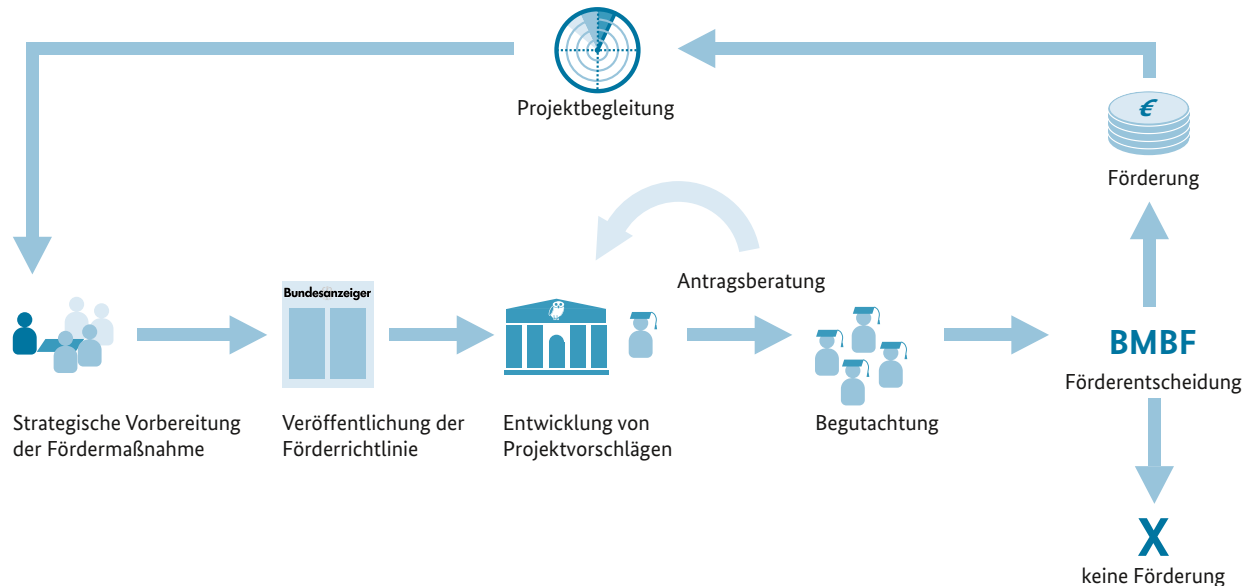 Projektbegleitung
€
Förderung
Antragsberatung
Bundesanzeiger
BMBF
Förderentscheidung
Strategische Vorbereitung
der Fördermaßnahme
Veröffentlichung der
Förderrichtlinie
Entwicklung von
Projektvorschlägen
Begutachtung
X
keine Förderung